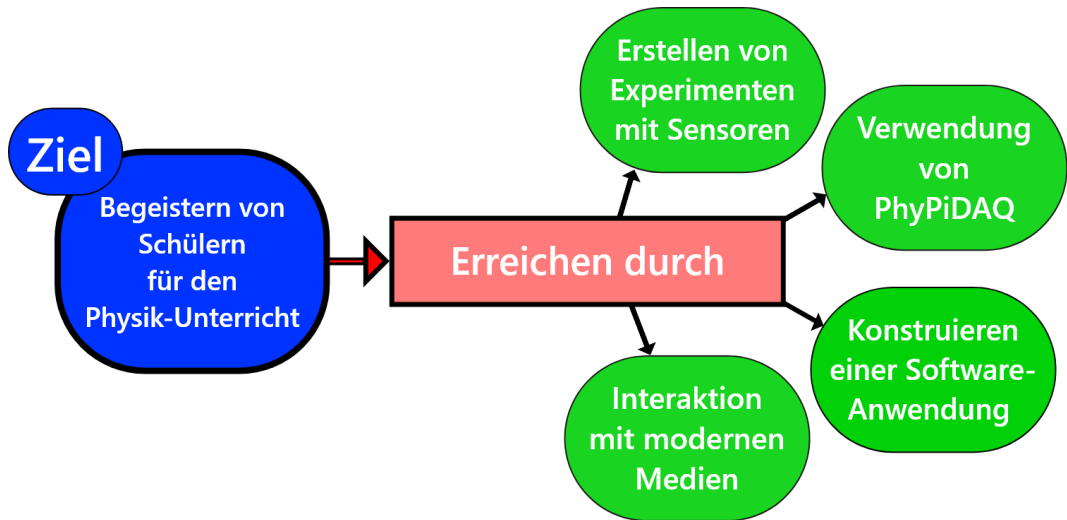 Ziel
Begeistern von
Schülern
für den
Physik-Unterricht
Erreichen durch
Erstellen von
Experimenten
mit Sensoren
Verwendung
von
PhyPiDAQ
Konstruieren
einer Software-
Anwendung
Interaktion
mit modernen
Medien